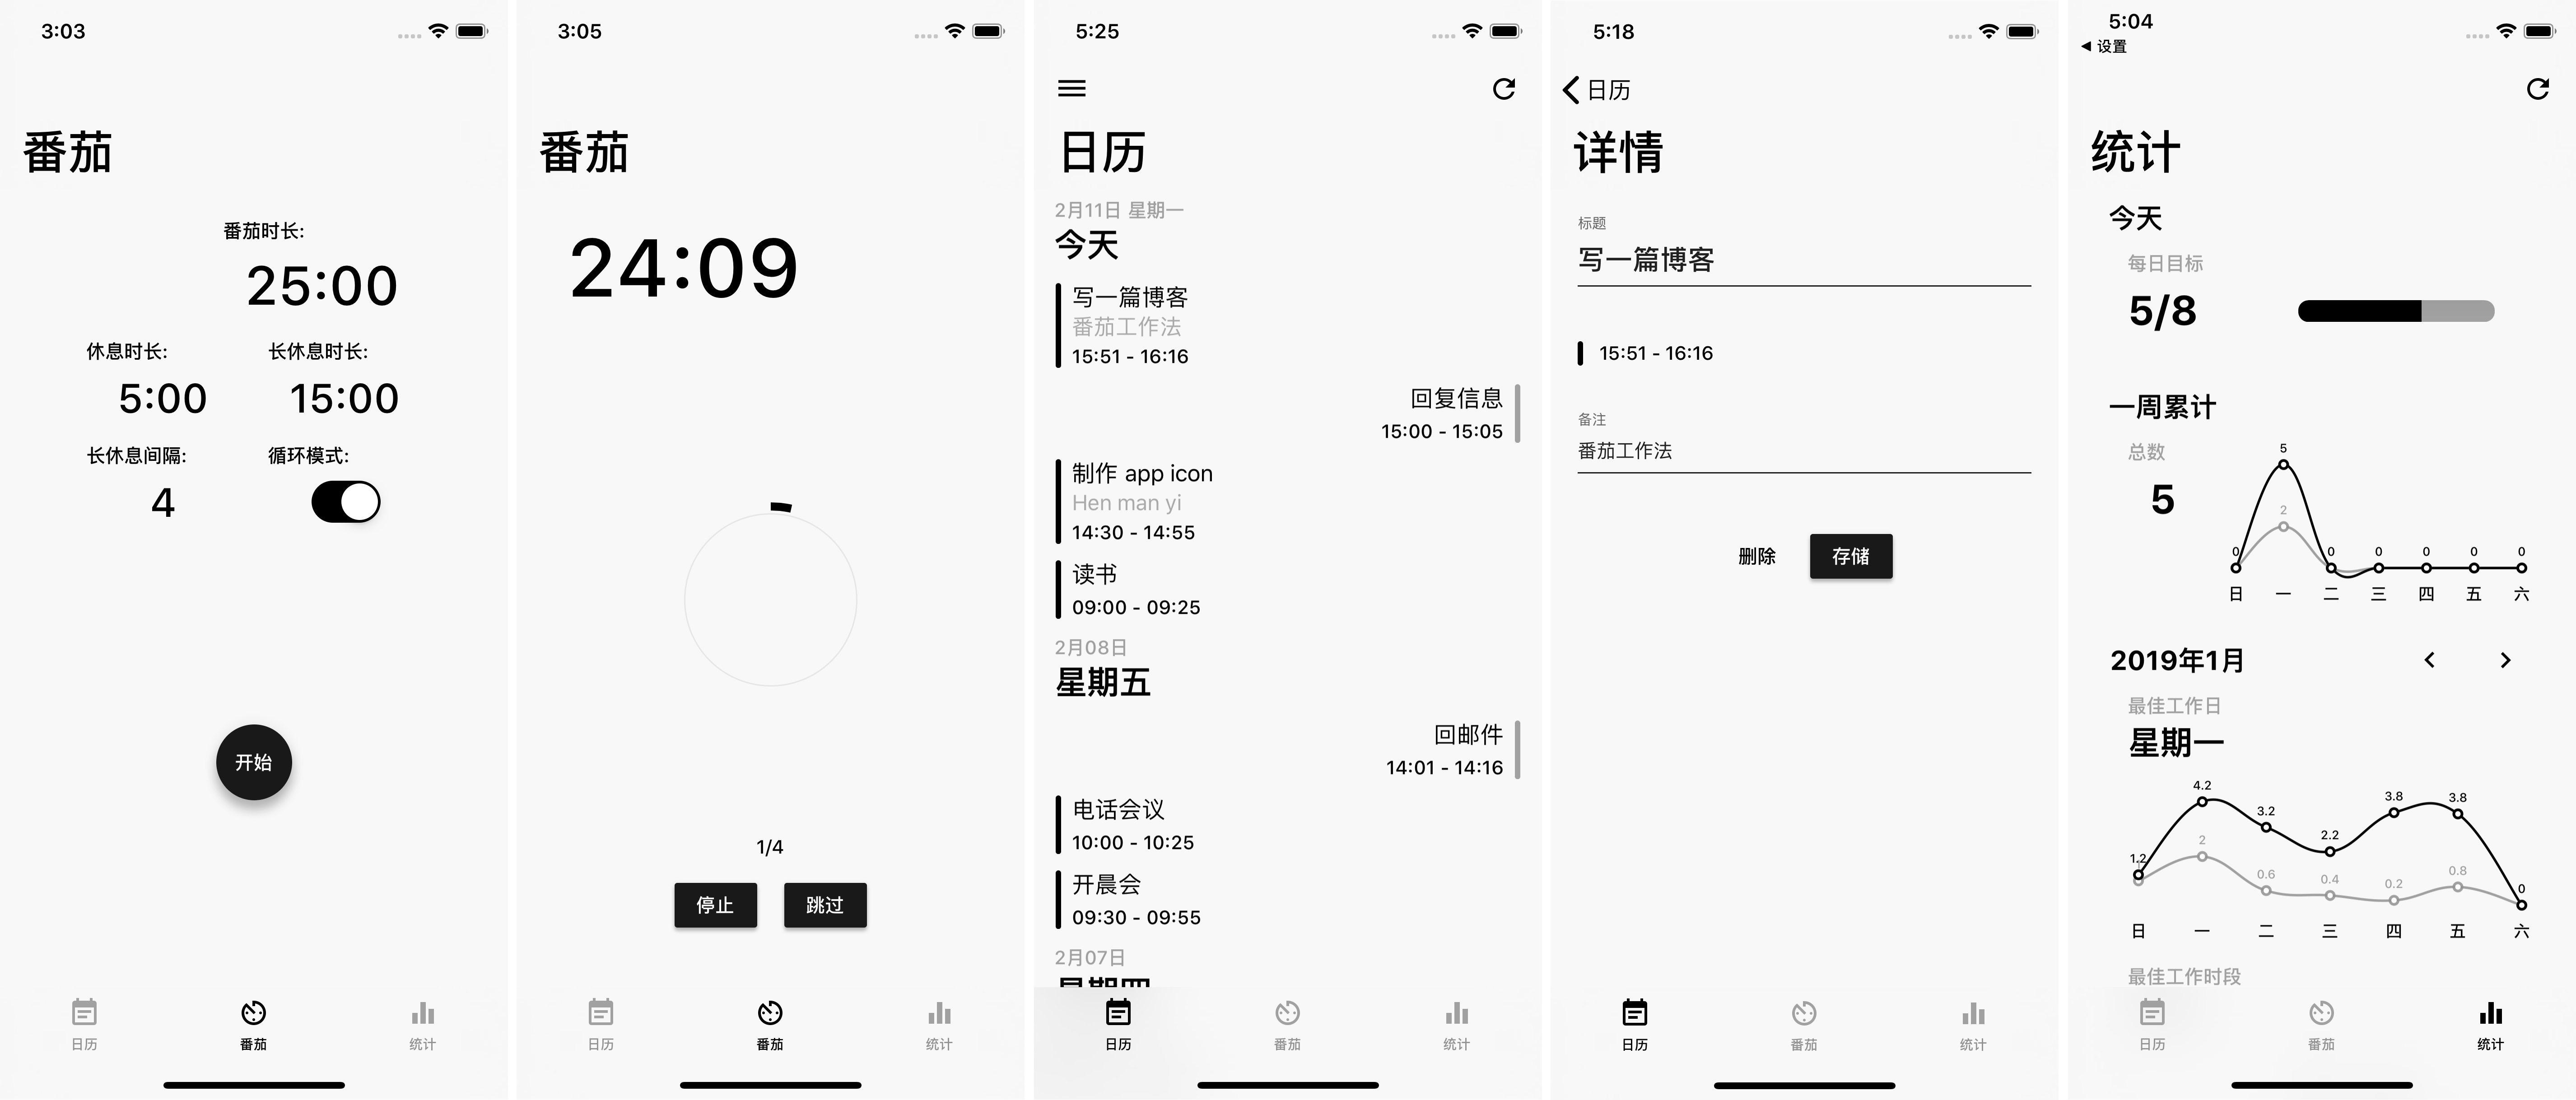 3:03
番茄
番茄时长:
25:00
休息时长:
长休息时长:
5:00
15:00
长休息间隔:
循环模式:
4
开始
日历
番茄
统计
3:05
番茄
24:09
1/4
停止
跳过
日历
番茄
统计
5:25
日历
2月11日 星期一
今天
写一篇博客
番茄工作法
15:51 - 16:16
回复信息
15:00 - 15:05
制作 app icon
Hen man yi
14:30 - 14:55
读书
09:00 - 09:25
2月08日
星期五
回邮件
14:01 - 14:16
电话会议
10:00 - 10:25
开晨会
09:30 - 09:55
2月07日
星期四
日历
番茄
统计
5:18
日历
详情
标题
写一篇博客
15:51 - 16:16
备注
番茄工作法
删除
存储
日历
番茄
统计
5:04
◀ 设置
统计
今天
每日目标
5/8
一周累计
总数
5
5
2
0
0
0
0
0
0
日
一
二
三
四
五
六
2019年1月
最佳工作日
星期一
4.2
3.2
2.2
3.8
3.8
1.2
2
0.6
0.4
0.2
0.8
0
日
一
二
三
四
五
六
最佳工作时段
日历
番茄
统计